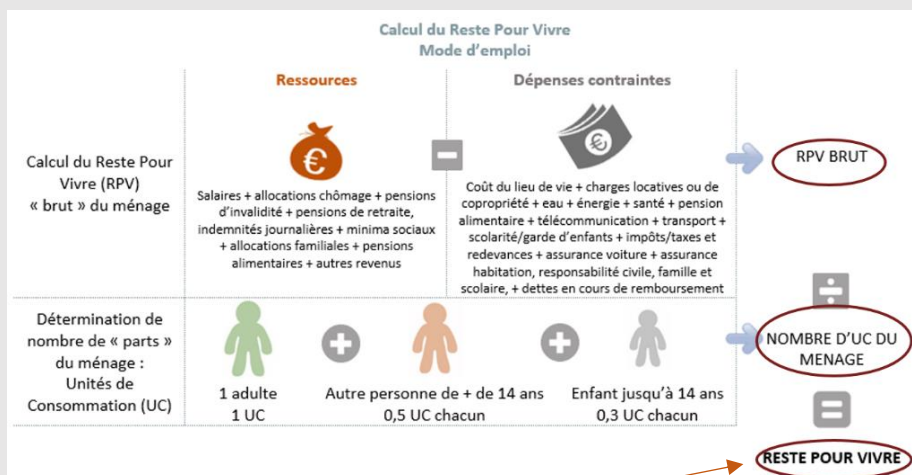 Calcul du Reste Pour Vivre
Mode d'emploi
Ressources
Dépenses contraintes
Calcul du Reste Pour
Vivre (RPV)
« brut » du ménage
€
Salaires + allocations chômage + pensions
d'invalidité + pensions de retraite,
indemnités journalières + minima sociaux
+ allocations familiales + pensions
alimentaires + autres revenus
-
€
Coût du lieu de vie + charges locatives ou de
copropriété + eau + énergie + santé + pension
alimentaire + télécommunication + transport +
scolarité/garde d'enfants + impôts/taxes et
redevances + assurance voiture + assurance
habitation, responsabilité civile, famille et
scolaire, + dettes en cours de remboursement
RPV BRUT
÷
Détermination de
nombre de « parts »
du ménage :
Unités de
Consommation (UC)
1 adulte
1 UC
+
Autre personne de + de 14 ans
0,5 UC chacun
+
Enfant jusqu'à 14 ans
0,3 UC chacun
NOMBRE D'UC DU
MENAGE
=
RESTE POUR VIVRE